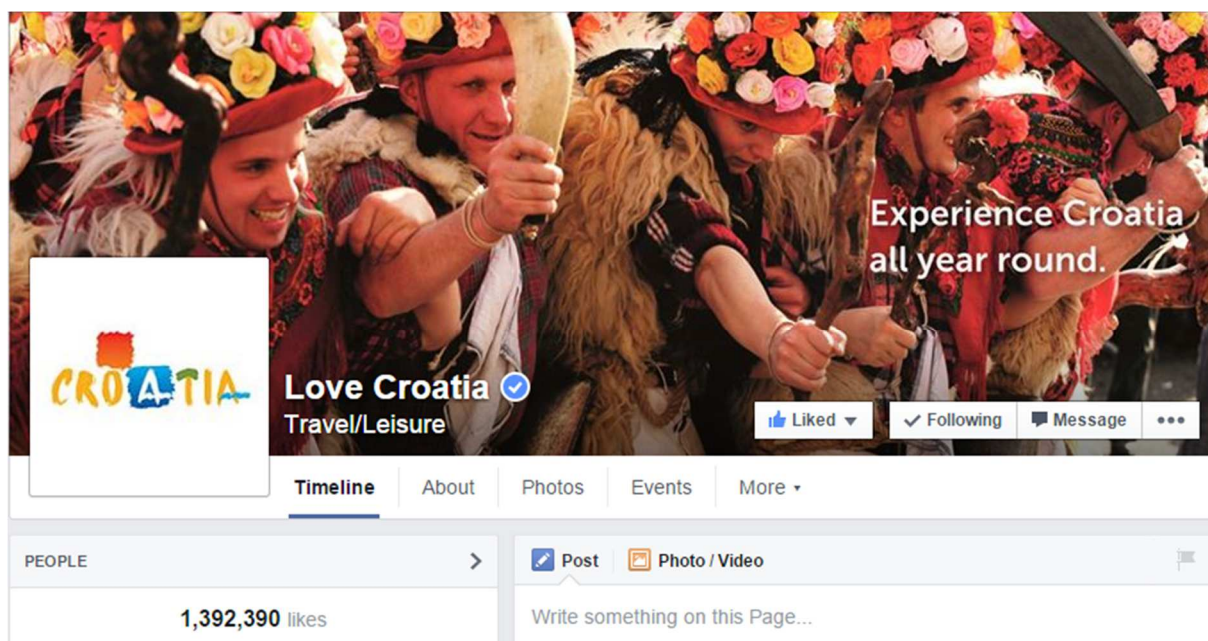 Experience Croatia
all year round.
CROATIA
Love Croatia
Travel/Leisure
Liked Following Message
Timeline About Photos Events More
PEOPLE
1,392,390 likes
Post Photo / Video
Write something on this Page...